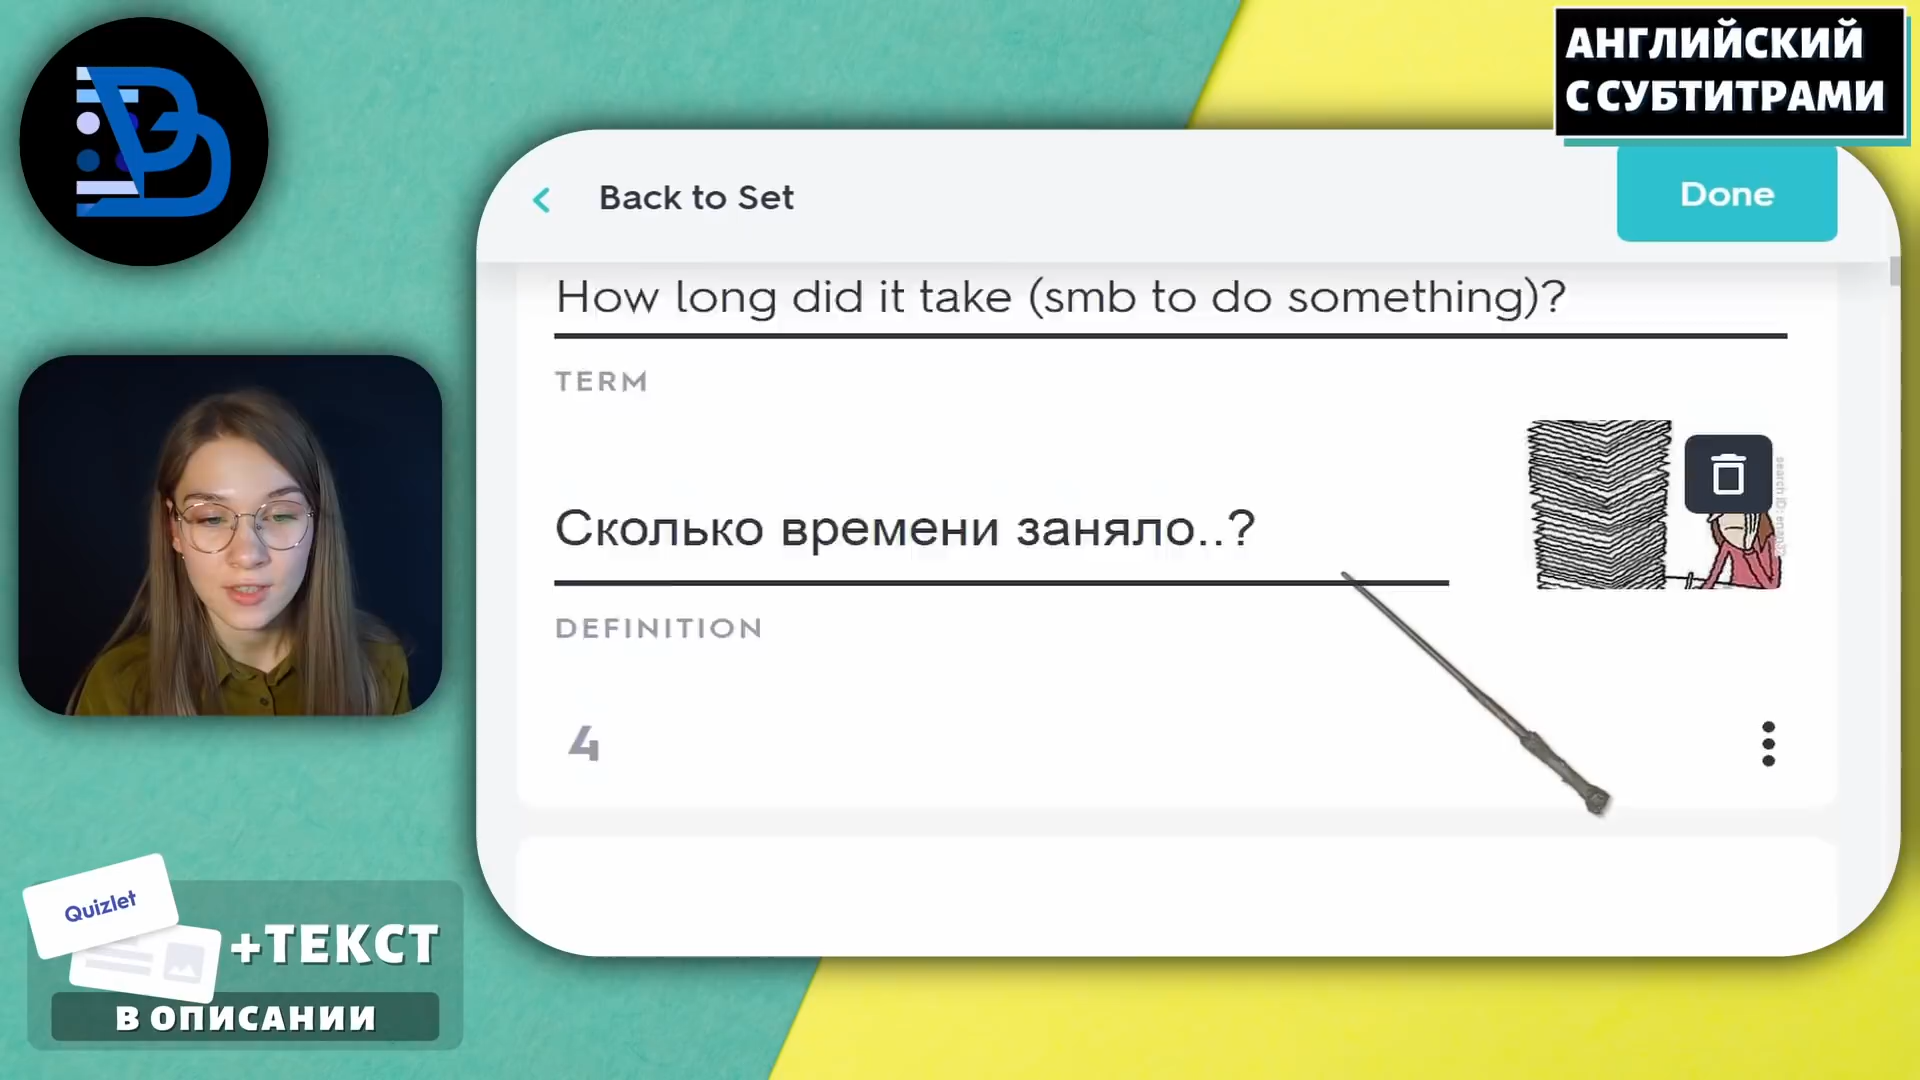 АНГЛИЙСКИЙ
С СУБТИТРАМИ
Back to Set
Done
How long did it take (smb to do something)?
TERM
Сколько времени заняло..?
DEFINITION
4
Quizlet
+ТЕКСТ
В ОПИСАНИИ